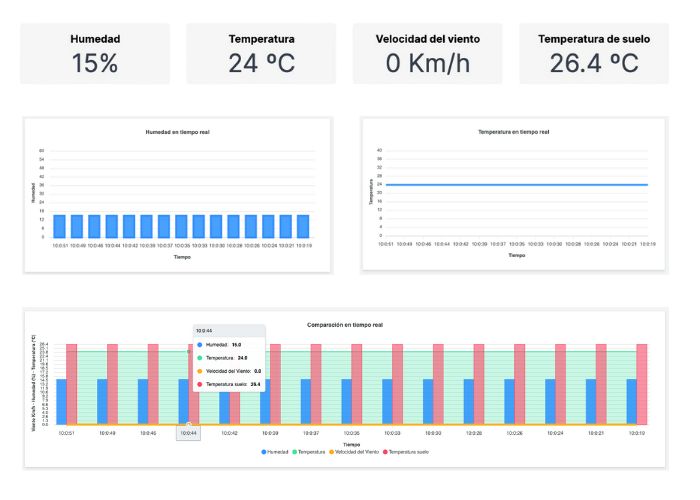 Humedad
15%
Temperatura
24 ºC
Velocidad del viento
0 Km/h
Temperatura de suelo
26.4 ºC
Humedad en tiempo real
60
54
48
42
36
30
24
18
12
6
0
Humedad
10:0:51 10:0:49 10:0:46 10:0:44 10:0:42 10:0:39 10:0:37 10:0:35 10:0:33 10:0:30 10:0:28 10:0:26 10:0:24 10:0:21 10:0:19
Tiempo
Temperatura en tiempo real
40
36
32
28
24
20
16
12
8
4
0
Temperatura
10:0:51 10:0:49 10:0:46 10:0:44 10:0:42 10:0:39 10:0:37 10:0:35 10:0:33 10:0:30 10:0:28 10:0:26 10:0:24 10:0:21 10:0:19
Tiempo
Comparación en tiempo real
Viento Km/h - Humedad (%) - Temperatura (ºC)
26.4
10:0:44
Humedad: 15.0
Temperatura: 24.0
Velocidad del Viento: 0.0
Temperatura suelo: 26.4
10:0:51 10:0:49 10:0:46 10:0:44 10:0:42 10:0:39 10:0:37 10:0:35 10:0:33 10:0:30 10:0:28 10:0:26 10:0:24 10:0:21 10:0:19
Tiempo
Humedad Temperatura Velocidad del Viento Temperatura suelo